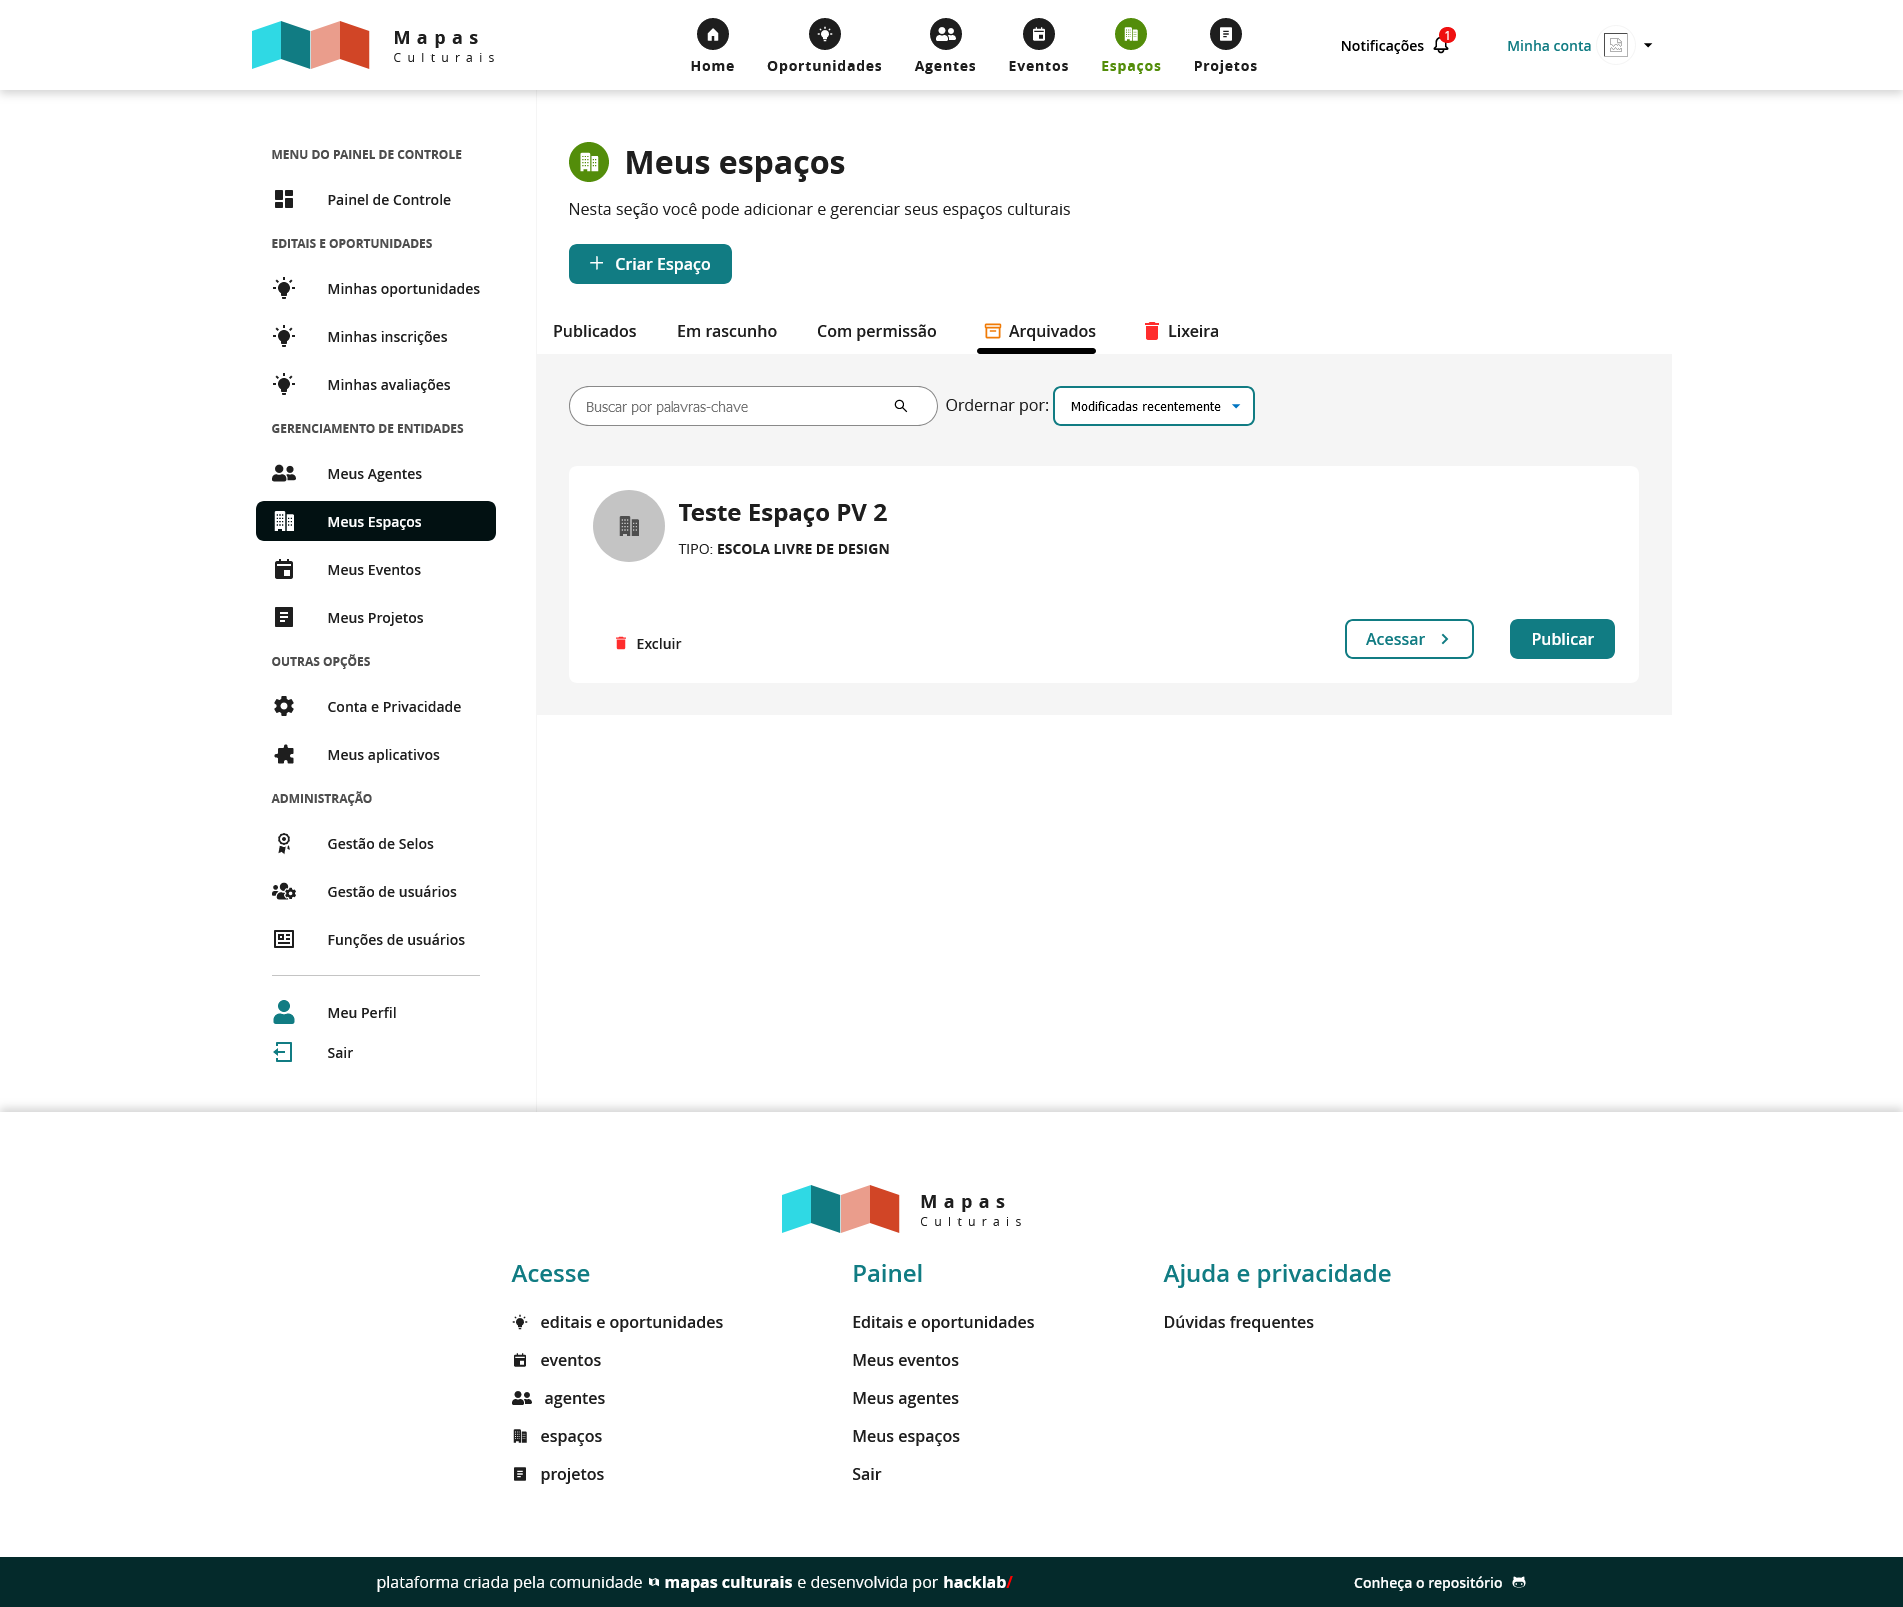 Mapas
Culturais
Home
Oportunidades
Agentes
Eventos
Espaços
Projetos
Notificações
1
Minha conta
MENU DO PAINEL DE CONTROLE
Painel de Controle
EDITAIS E OPORTUNIDADES
Minhas oportunidades
Minhas inscrições
Minhas avaliações
GERENCIAMENTO DE ENTIDADES
Meus Agentes
Meus Espaços
Meus Eventos
Meus Projetos
OUTRAS OPÇÕES
Conta e Privacidade
Meus aplicativos
ADMINISTRAÇÃO
Gestão de Selos
Gestão de usuários
Funções de usuários
Meu Perfil
Sair
Meus espaços
Nesta seção você pode adicionar e gerenciar seus espaços culturais
Criar Espaço
Publicados
Em rascunho
Com permissão
Arquivados
Lixeira
Buscar por palavras-chave
Ordernar por:
Modificadas recentemente
Teste Espaço PV 2
TIPO: ESCOLA LIVRE DE DESIGN
Excluir
Acessar
Publicar
Mapas
Culturais
Acesse
editais e oportunidades
eventos
agentes
espaços
projetos
Painel
Editais e oportunidades
Meus eventos
Meus agentes
Meus espaços
Sair
Ajuda e privacidade
Dúvidas frequentes
plataforma criada pela comunidade mapas culturais e desenvolvida por hacklab/
Conheça o repositório